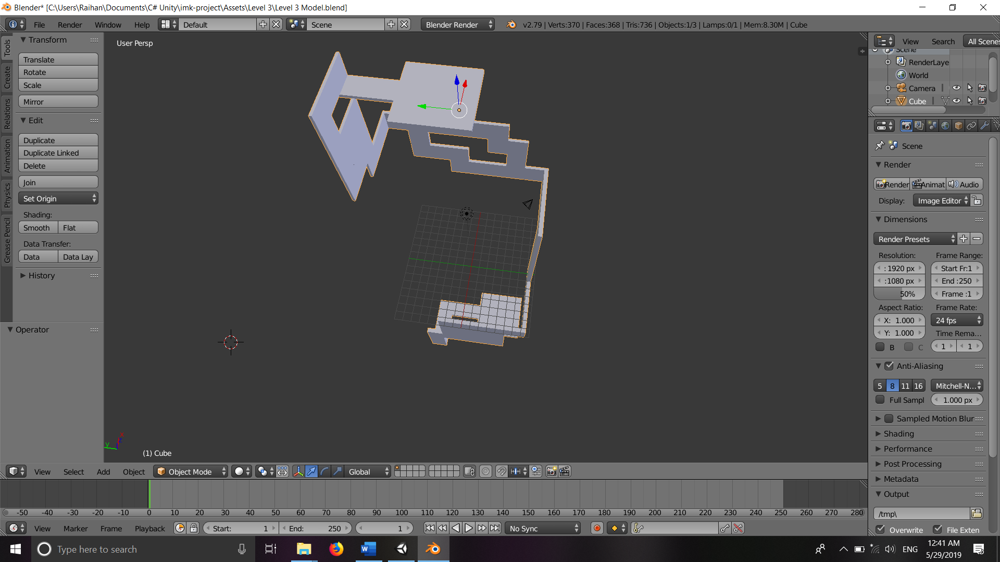 Blender* [C:\Users\Raihan\Documents\C# Unity\imk-project\Assets\Level 3\Level 3 Model.blend]
File Render Window Help Default Scene Blender Render v2.79 | Verts:370 | Faces:368 | Tris:736 | Objects:1/3 | Lamps:0/1 | Mem:8.30M | Cube
Tools
Create
Relations
Animation
Physics
Grease Pencil
Transform
Translate
Rotate
Scale
Mirror
Edit
Duplicate
Duplicate Linked
Delete
Join
Set Origin
Shading:
Smooth Flat
Data Transfer:
Data Data Lay
History
Operator
User Persp
x
z
y
(1) Cube
View Search All Scenes
Scene
RenderLaye
World
Camera
Cube
Scene
Render
Render Animat Audio
Display: Image Editor
Dimensions
Render Presets
Resolution: Frame Range:
: 1920 px Start Fr:1
:1080 px End :250
50% Frame :1
Aspect Ratio: Frame Rate:
X: 1.000 24 fps
Y: 1.000 Time Rema...
B C 1 1
Anti-Aliasing
5 8 11 16 Mitchell-N...
Full Sampl 1.000 px
Sampled Motion Blur
Shading
Performance
Post Processing
Metadata
Output
/tmp\
Overwrite File Exten
View Select Add Object Object Mode Global
-50 -40 -30 -20 -10 0 10 20 30 40 50 60 70 80 90 100 110 120 130 140 150 160 170 180 190 200 210 220 230 240 250 260 270 280
View Marker Frame Playback Start: 1 End: 250 1 No Sync
Type here to search
W
ENG
12:41 AM
5/29/2019